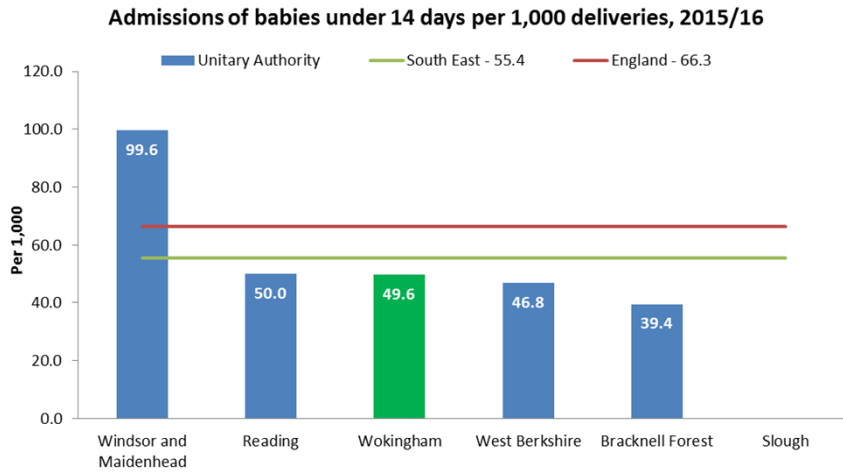 Admissions of babies under 14 days per 1,000 deliveries, 2015/16
Unitary Authority South East - 55.4 England - 66.3
120.0
100.0
80.0
60.0
40.0
20.0
0.0
Per 1,000
99.6
50.0
49.6
46.8
39.4
Windsor and
Maidenhead
Reading
Wokingham
West Berkshire
Bracknell Forest
Slough